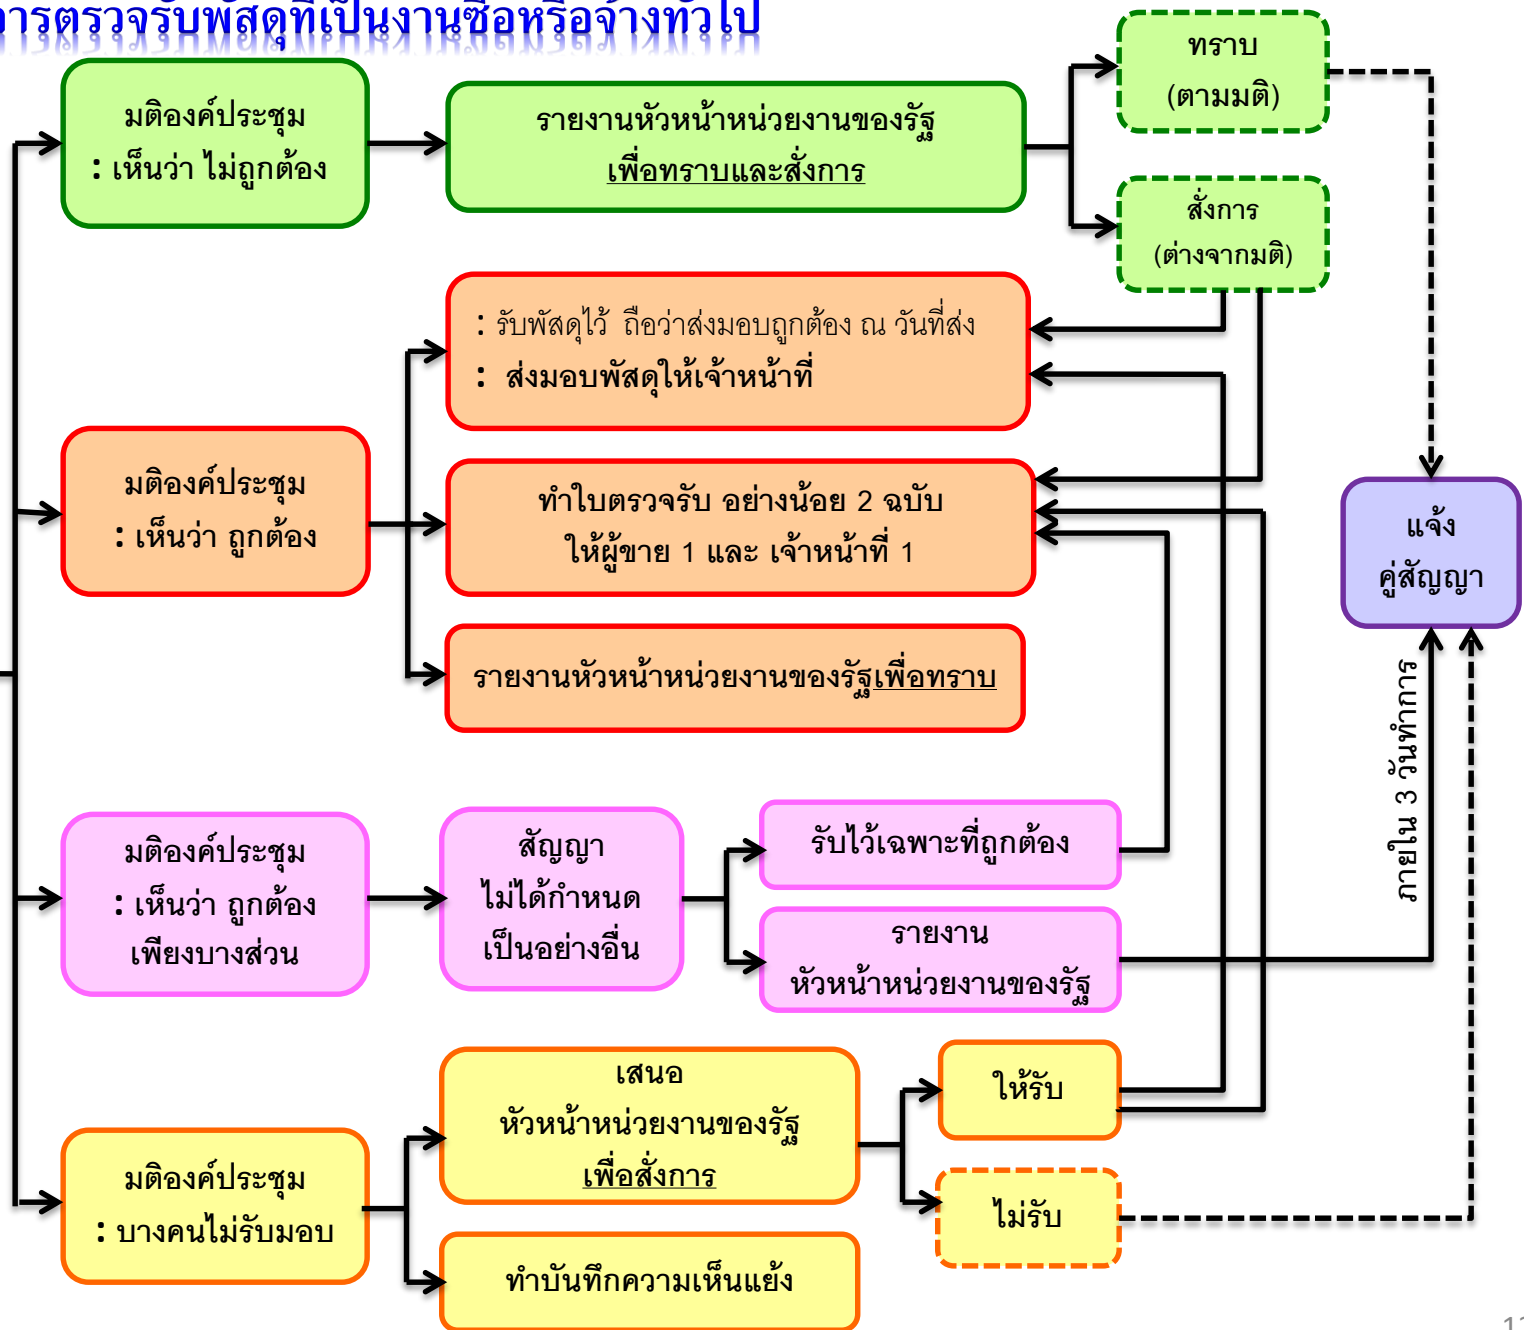 การตรวจรับพัสดุที่เป็นงานซื้อหรือจ้างทั่วไป
มติองค์ประชุม
: เห็นว่า ไม่ถูกต้อง
รายงานหัวหน้าหน่วยงานของรัฐ
เพื่อทราบและสั่งการ
ทราบ
(ตามมติ)
สั่งการ
(ต่างจากมติ)
มติองค์ประชุม
: เห็นว่า ถูกต้อง
: รับพัสดุไว้ ถือว่าส่งมอบถูกต้อง ณ วันที่ส่ง
: ส่งมอบพัสดุให้เจ้าหน้าที่
ทำใบตรวจรับ อย่างน้อย 2 ฉบับ
ให้ผู้ขาย 1 และ เจ้าหน้าที่ 1
รายงานหัวหน้าหน่วยงานของรัฐเพื่อทราบ
แจ้ง
คู่สัญญา
ภายใน 3 วันทำการ
มติองค์ประชุม
: เห็นว่า ถูกต้อง
เพียงบางส่วน
สัญญา
ไม่ได้กำหนด
เป็นอย่างอื่น
รับไว้เฉพาะที่ถูกต้อง
รายงาน
หัวหน้าหน่วยงานของรัฐ
มติองค์ประชุม
: บางคนไม่รับมอบ
เสนอ
หัวหน้าหน่วยงานของรัฐ
เพื่อสั่งการ
ทำบันทึกความเห็นแย้ง
ให้รับ
ไม่รับ